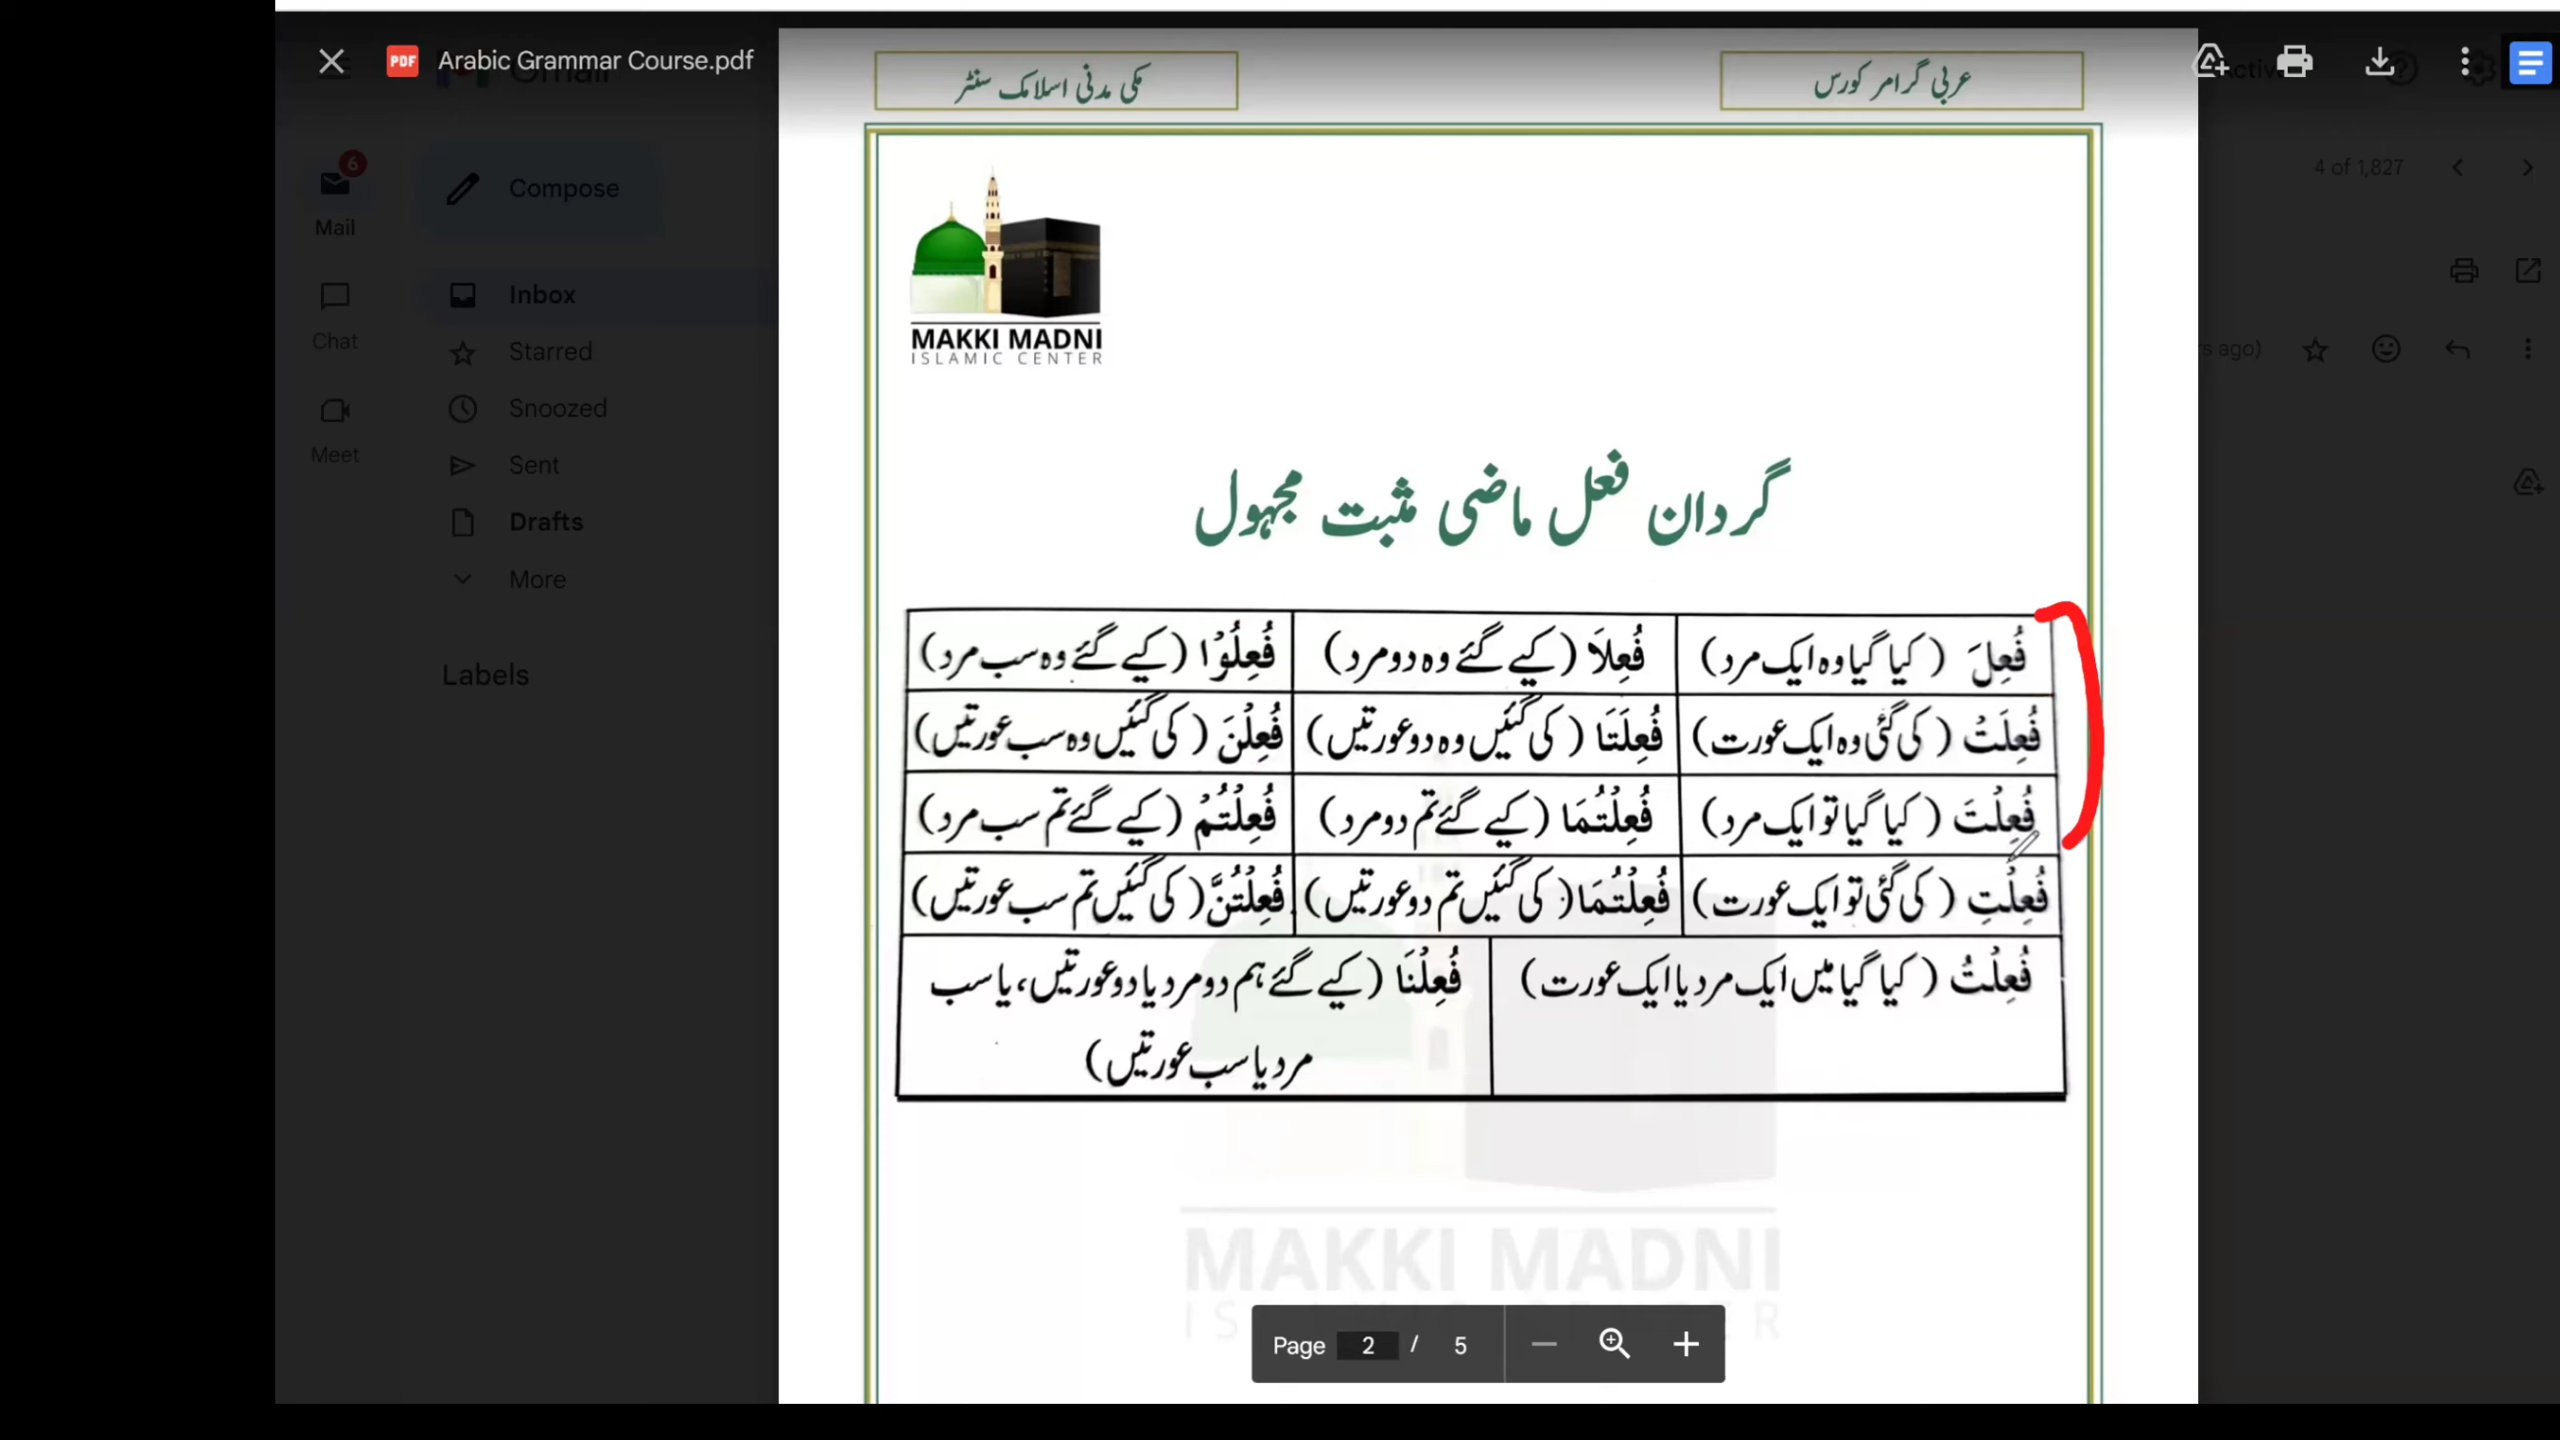 Arabic Grammar Course.pdf
4 of 1,827
6
Mail
Chat
Meet
Compose
Inbox
Starred
Snoozed
Sent
Drafts
More
Labels
عربی گرامر کورس
مکی مدنی اسلامک سنٹر
MAKKI MADNI
ISLAMIC CENTER
گردان فعل ماضی مثبت مجہول
فُعِلَ (کیا گیا وہ ایک مرد) فُعِلَا (کیے گئے وہ دو مرد) فُعِلُوْا (کیے گئے وہ سب مرد)
فُعِلَتْ (کی گئی وہ ایک عورت) فُعِلَتَا (کی گئیں وہ دو عورتیں) فُعِلْنَ (کی گئیں وہ سب عورتیں)
فُعِلْتَ (کیا گیا تو ایک مرد) فُعِلْتُمَا (کیے گئے تم دو مرد) فُعِلْتُمْ (کیے گئے تم سب مرد)
فُعِلْتِ (کی گئی تو ایک عورت) فُعِلْتُمَا (کی گئیں تم دو عورتیں) فُعِلْتُنَّ (کی گئیں تم سب عورتیں)
فُعِلْتُ (کیا گیا میں ایک مرد یا ایک عورت) فُعِلْنَا (کیے گئے ہم دو مرد یا دو عورتیں، یا سب
مرد یا سب عورتیں)
MAKKI MADNI
Page 2 / 5